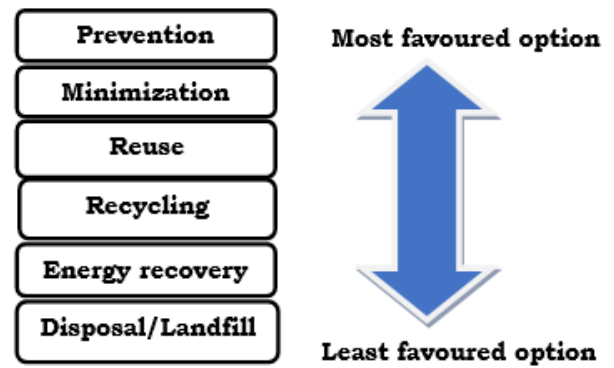 Prevention
Most favoured option
Minimization
Reuse
Recycling
Energy recovery
Disposal/Landfill
Least favoured option